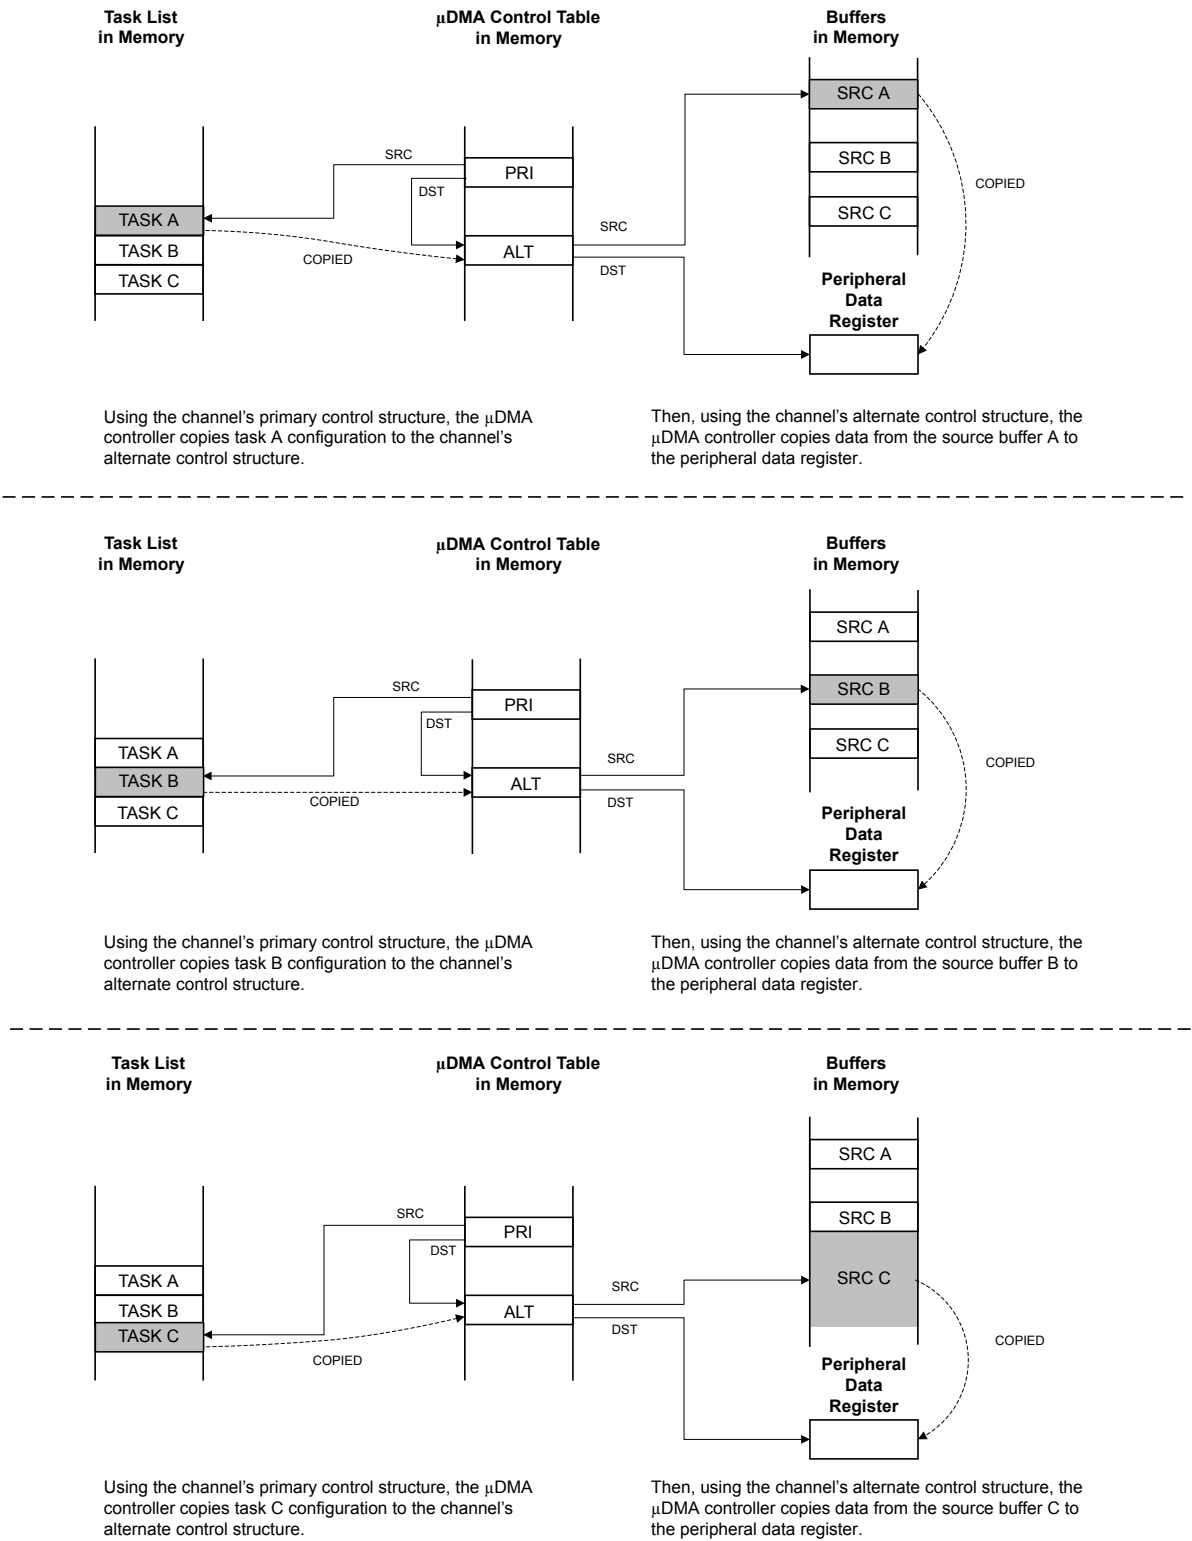 Task List
in Memory
µDMA Control Table
in Memory
Buffers
in Memory
SRC A
SRC B
SRC C
COPIED
SRC
PRI
DST
TASK A
TASK B
TASK C
COPIED
ALT
SRC
DST
Peripheral
Data
Register
Using the channel's primary control structure, the µDMA
controller copies task A configuration to the channel's
alternate control structure.
Then, using the channel's alternate control structure, the
µDMA controller copies data from the source buffer A to
the peripheral data register.
Task List
in Memory
µDMA Control Table
in Memory
Buffers
in Memory
SRC A
SRC B
SRC C
COPIED
SRC
PRI
DST
TASK A
TASK B
TASK C
COPIED
ALT
SRC
DST
Peripheral
Data
Register
Using the channel's primary control structure, the µDMA
controller copies task B configuration to the channel's
alternate control structure.
Then, using the channel's alternate control structure, the
µDMA controller copies data from the source buffer B to
the peripheral data register.
Task List
in Memory
µDMA Control Table
in Memory
Buffers
in Memory
SRC A
SRC B
SRC C
COPIED
SRC
PRI
DST
TASK A
TASK B
TASK C
COPIED
ALT
SRC
DST
Peripheral
Data
Register
Using the channel's primary control structure, the µDMA
controller copies task C configuration to the channel's
alternate control structure.
Then, using the channel's alternate control structure, the
µDMA controller copies data from the source buffer C to
the peripheral data register.